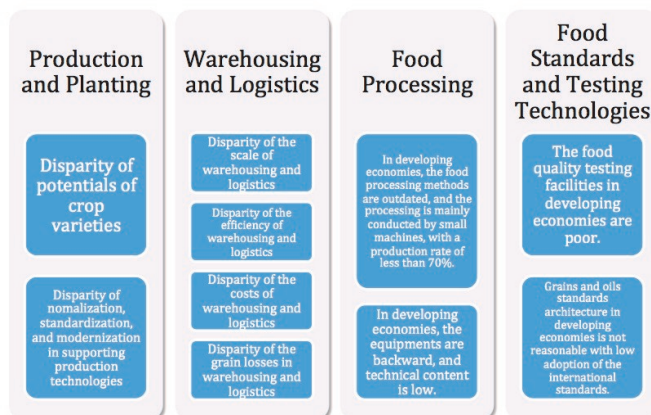 Production
and Planting
Disparity of
potentials of
crop
varieties
Disparity of
nomalization,
standardization,
and modernization
in supporting
production
technologies
Warehousing
and Logistics
Disparity of the
scale of
warehousing and
logistics
Disparity of the
efficiency of
warehousing and
logistics
Disparity of the
costs of
warehousing and
logistics
Disparity of the
grain losses in
warehousing and
logistics
Food
Processing
In developing
economies, the food
processing methods
are outdated, and the
processing is mainly
conducted by small
machines, with a
production rate of
less than 70%.
In developing
economies, the
equipments are
backward, and
technical content
is low.
Food
Standards
and Testing
Technologies
The food
quality testing
facilities in
developing
economies are
poor.
Grains and oils
standards
architecture in
developing
economies is not
reasonable with low
adoption of the
international
standards.